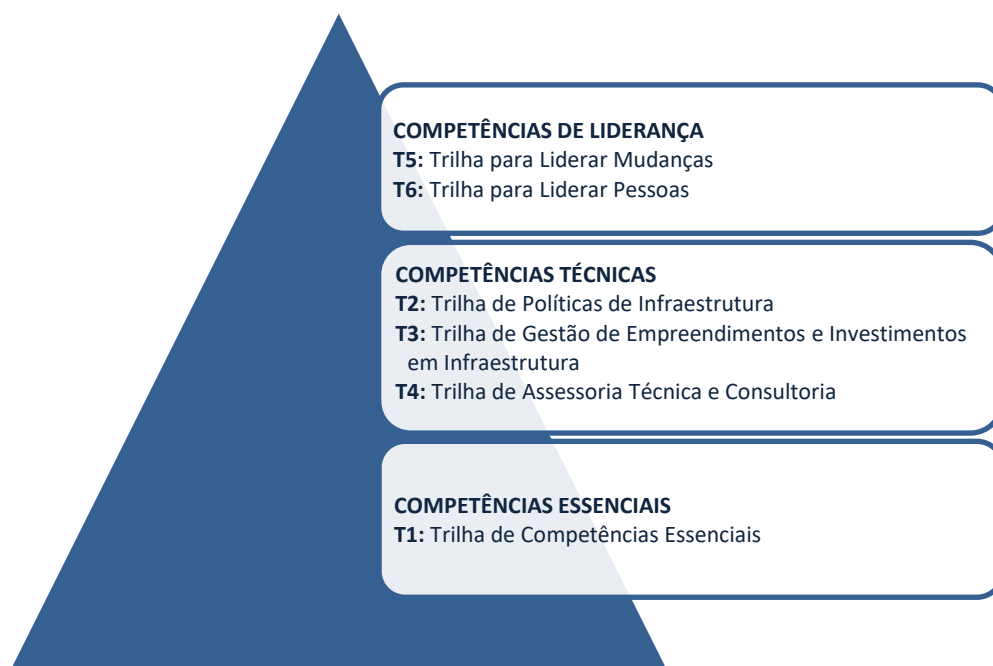 COMPETÊNCIAS DE LIDERANÇA
T5: Trilha para Liderar Mudanças
T6: Trilha para Liderar Pessoas
COMPETÊNCIAS TÉCNICAS
T2: Trilha de Políticas de Infraestrutura
T3: Trilha de Gestão de Empreendimentos e Investimentos
em Infraestrutura
T4: Trilha de Assessoria Técnica e Consultoria
COMPETÊNCIAS ESSENCIAIS
T1: Trilha de Competências Essenciais